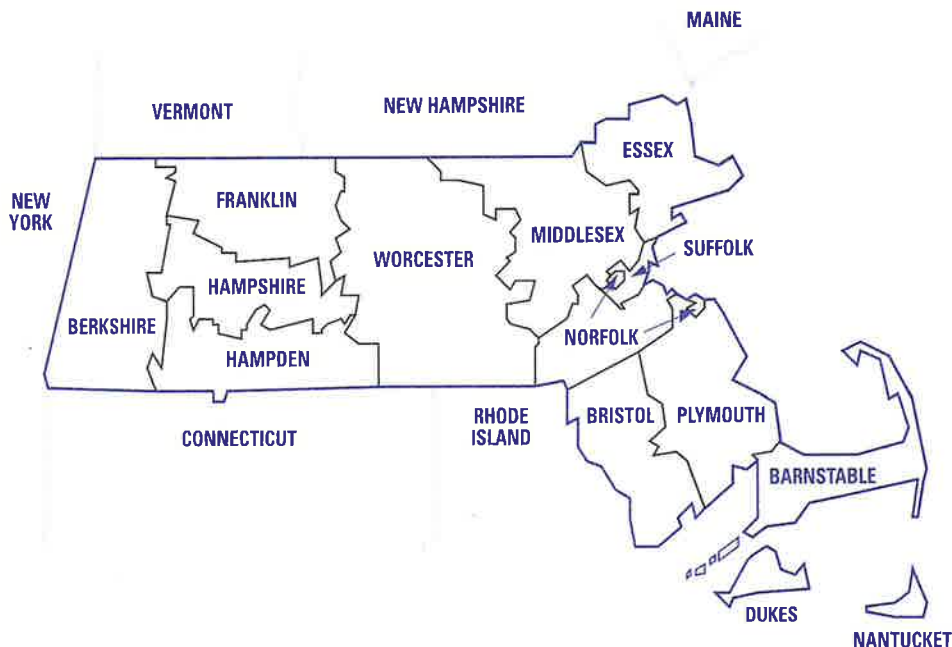 MAINE
VERMONT
NEW HAMPSHIRE
ESSEX
NEW
YORK
FRANKLIN
MIDDLESEX
SUFFOLK
WORCESTER
HAMPSHIRE
BERKSHIRE
NORFOLK
HAMPDEN
RHODE
ISLAND
BRISTOL
PLYMOUTH
CONNECTICUT
BARNSTABLE
DUKES
NANTUCKET